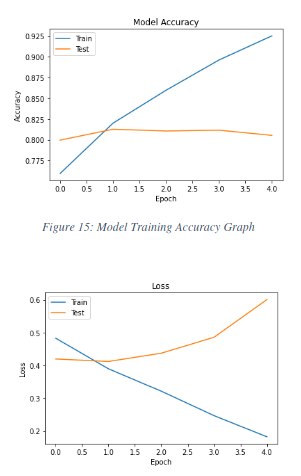 Model Accuracy
Train
Test
0.925
0.900
0.875
0.850
0.825
0.800
0.775
Accuracy
0.0 0.5 1.0 1.5 2.0 2.5 3.0 3.5 4.0
Epoch
Figure 15: Model Training Accuracy Graph
Loss
Train
Test
0.6
0.5
0.4
0.3
0.2
Loss
0.0 0.5 1.0 1.5 2.0 2.5 3.0 3.5 4.0
Epoch